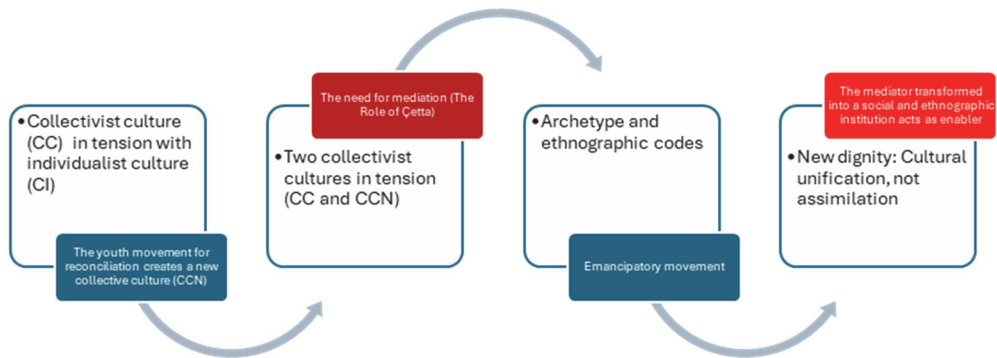 •Collectivist culture
(CC)  in tension with
individualist culture
(CI)
The youth movement for
reconciliation creates a new
collective culture (CCN)
The need for mediation (The
Role of Çetta)
•Two collectivist
cultures in tension
(CC and CCN)
•Archetype and
ethnographic codes
Emancipatory movement
The mediator transformed
into a social and ethnographic
institution acts as enabler
•New dignity: Cultural
unification, not
assimilation